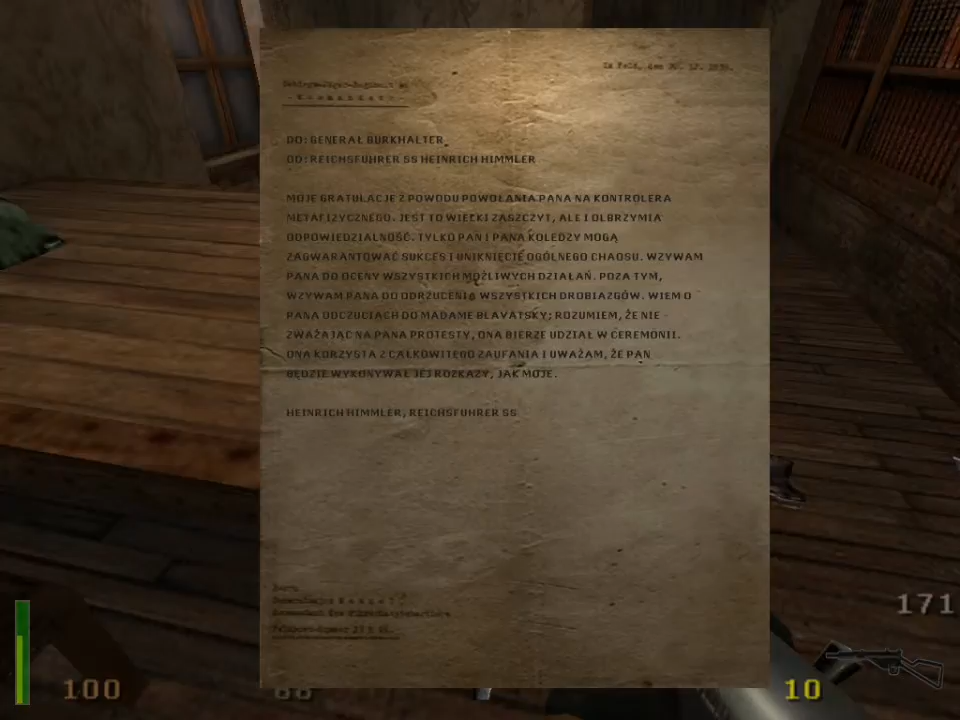 DO: GENERAŁ BURKHALTER
OD: REICHSFUHRER SS HEINRICH HIMMLER
MOJE GRATULACJE Z POWODU POWOŁANIA PANA NA KONTROLERA
METAFIZYCZNEGO. JEST TO WIELKI ZASZCZYT, ALE I OLBRZYMIA
ODPOWIEDZIALNOŚĆ. TYLKO PAN I PANA KOLEDZY MOGĄ
ZAGWARANTOWAĆ SUKCES I UNIKNIĘCIE OGÓLNEGO CHAOSU. WZYWAM
PANA DO OCENY WSZYSTKICH MOŻLIWYCH DZIAŁAŃ. POZA TYM,
WZYWAM PANA DO ODRZUCENIA WSZYSTKICH DROBIAZGÓW. WIEM O
PANA ODCZUCIACH DO MADAME BLAVATSKY; ROZUMIEM, ŻE NIE -
ZWAŻAJĄC NA PANA PROTESTY, ONA BIERZE UDZIAŁ W CEREMONII.
ONA KORZYSTA Z CAŁKOWITEGO ZAUFANIA I UWAŻAM, ŻE PAN
BĘDZIE WYKONYWAŁ JEJ ROZKAZY, JAK MOJE.
HEINRICH HIMMLER, REICHSFUHRER SS
171
100
10